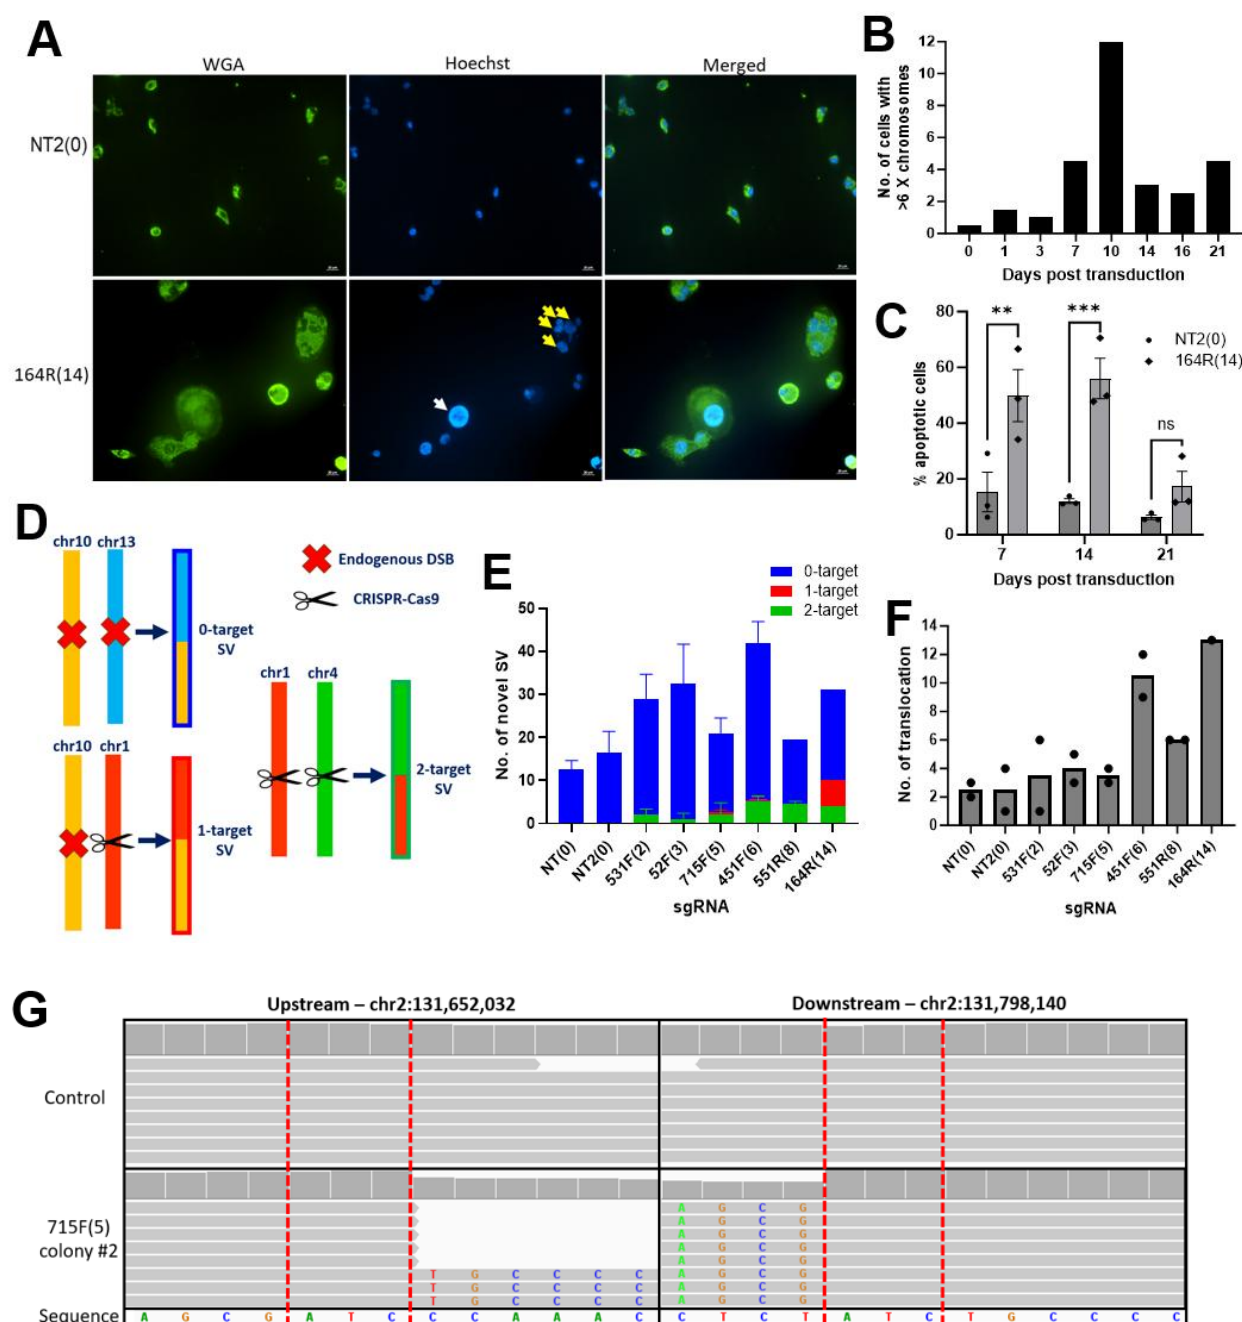 A
WGA
Hoechst
Merged
NT2(0)
164R(14)
B
No. of cells with
>6 X chromosomes
12
10
8
6
4
2
0
0 1 3 7 10 14 16 21
Days post transduction
C
% apoptotic cells
80
60
40
20
0
** *** ns
NT2(0)
164R(14)
7 14 21
Days post transduction
D
chr10 chr13
0-target
SV
Endogenous DSB
CRISPR-Cas9
chr10 chr1
1-target
SV
chr1 chr4
2-target
SV
E
0-target
1-target
2-target
No. of novel SV
50
40
30
20
10
0
NT(0) NT2(0) 531F(2) 52F(3) 715F(5) 451F(6) 551R(8) 164R(14)
sgRNA
F
No. of translocation
14
12
10
8
6
4
2
0
NT(0) NT2(0) 531F(2) 52F(3) 715F(5) 451F(6) 551R(8) 164R(14)
sgRNA
G
Upstream – chr2:131,652,032
Downstream – chr2:131,798,140
Control
715F(5)
colony #2
A G C G
A G C G
A G C G
A G C G
A G C G
T G C C C C A G C G
T G C C C C A G C G
T G C C C C A G C G
Sequence A G C G A T C C C A A A C C T C T A T C T G C C C C